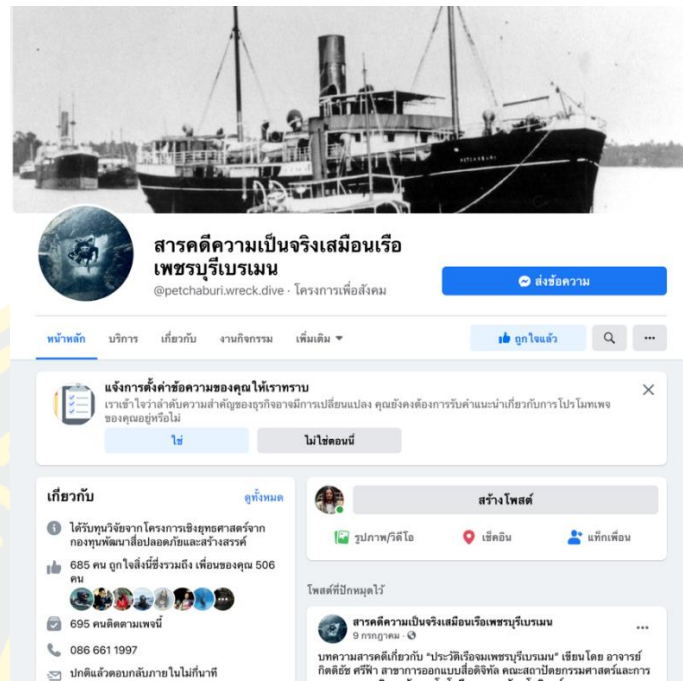 PETCHABURI
สารคดีความเป็นจริงเสมือนเรือ
เพชรบุรีเบรเมน
@petchaburi.wreck.dive · โครงการเพื่อสังคม
ส่งข้อความ
หน้าหลัก บริการ เกี่ยวกับ งานกิจกรรม เพิ่มเติม
ถูกใจแล้ว
แจ้งการตั้งค่าข้อความของคุณให้เราทราบ
เราเข้าใจว่าลำดับความสำคัญของธุรกิจอาจมีการเปลี่ยนแปลง คุณยังคงต้องการรับคำแนะนำเกี่ยวกับการโปรโมทเพจ
ของคุณอยู่หรือไม่
ใช่ ไม่ใช่ตอนนี้
เกี่ยวกับ ดูทั้งหมด
ได้รับทุนวิจัยจากโครงการเชิงยุทธศาสตร์จาก
กองทุนพัฒนาสื่อปลอดภัยและสร้างสรรค์
685 คน ถูกใจสิ่งนี้ซึ่งรวมถึง เพื่อนของคุณ 506
คน
695 คนติดตามเพจนี้
086 661 1997
ปกติแล้วตอบกลับภายในไม่กี่นาที
สร้างโพสต์
รูปภาพ/วิดีโอ เช็คอิน แท็กเพื่อน
โพสต์ที่ปักหมุดไว้
สารคดีความเป็นจริงเสมือนเรือเพชรบุรีเบรเมน
9 กรกฎาคม ·
บทความสารคดีเกี่ยวกับ "ประวัติเรือจมเพชรบุรีเบรเมน" เขียนโดย อาจารย์
กิตติธัช ศรีฟ้า สาขาการออกแบบสื่อดิจิทัล คณะสถาปัตยกรรมศาสตร์และการ